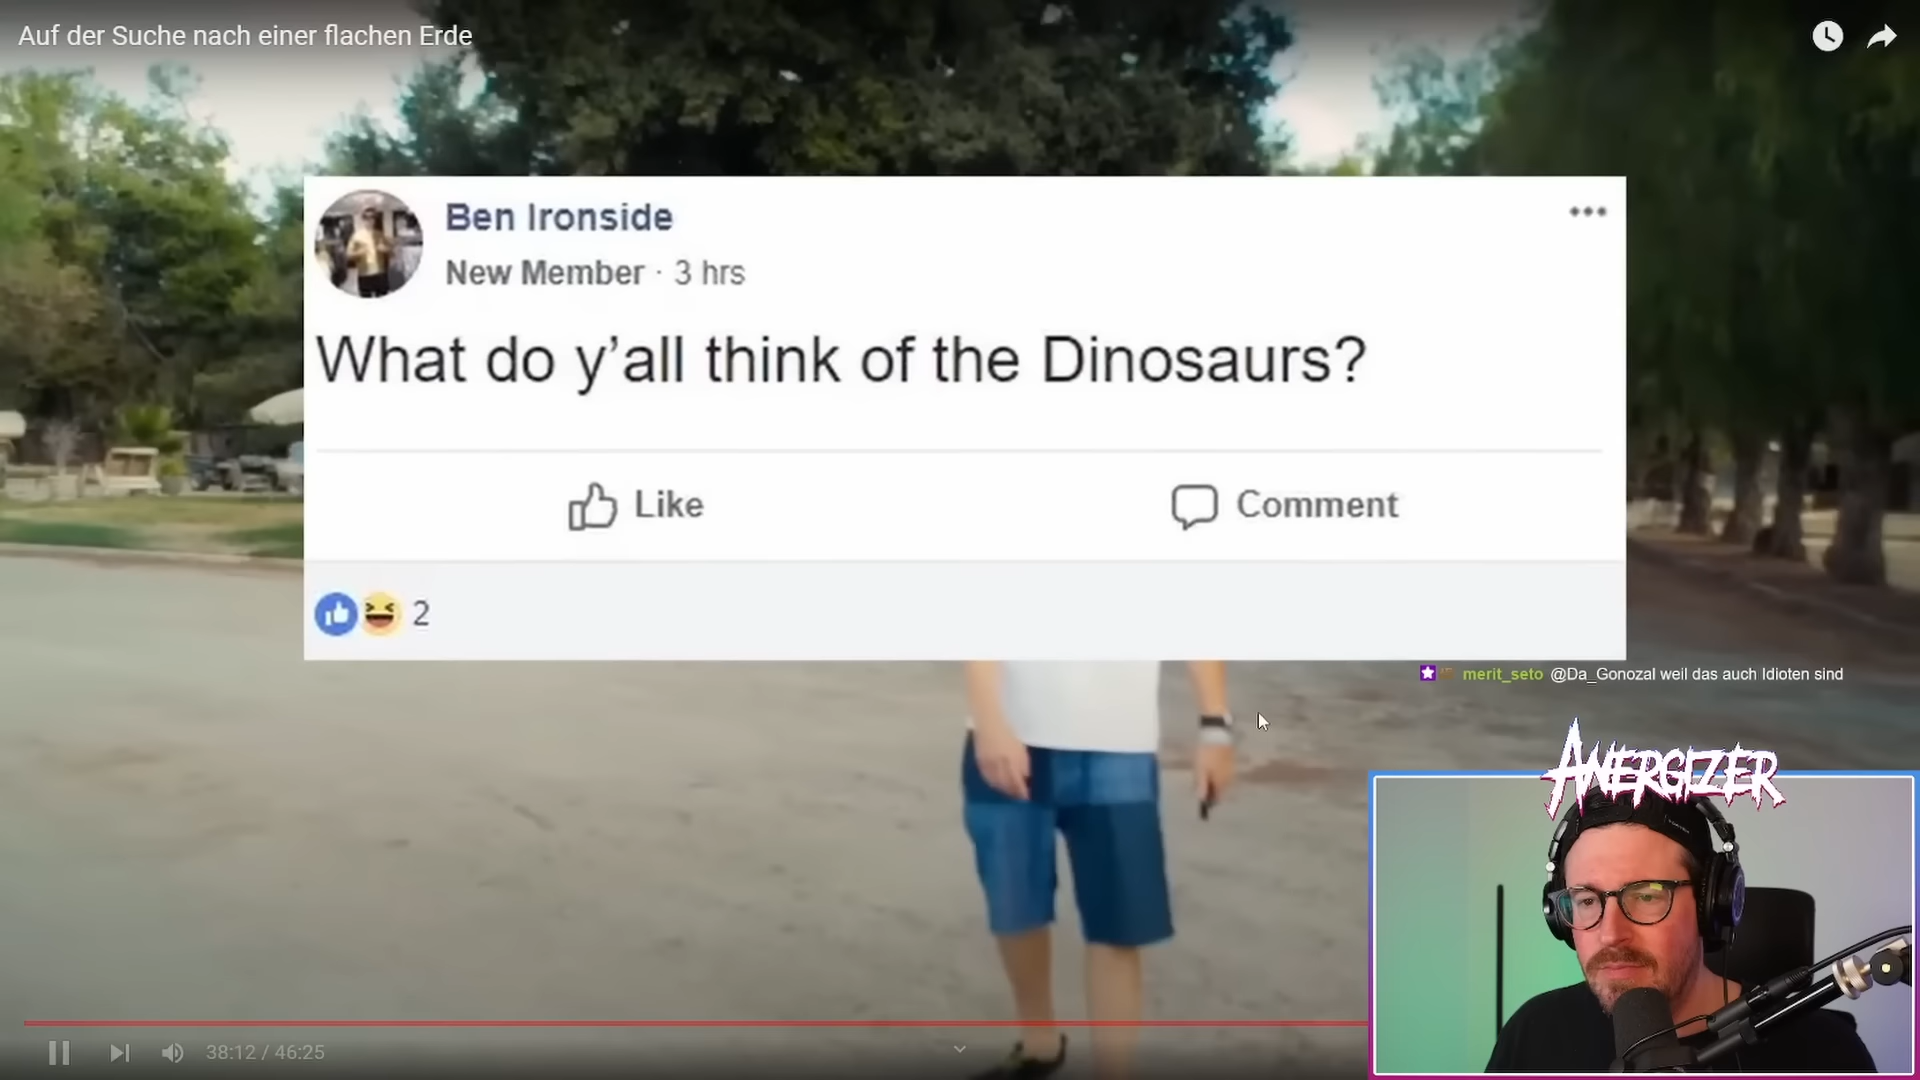 Auf der Suche nach einer flachen Erde
Ben Ironside
New Member · 3 hrs
What do y’all think of the Dinosaurs?
Like
Comment
2
merit_seto @Da_Gonozal weil das auch Idioten sind
ANERGIZER
38:12 / 46:25